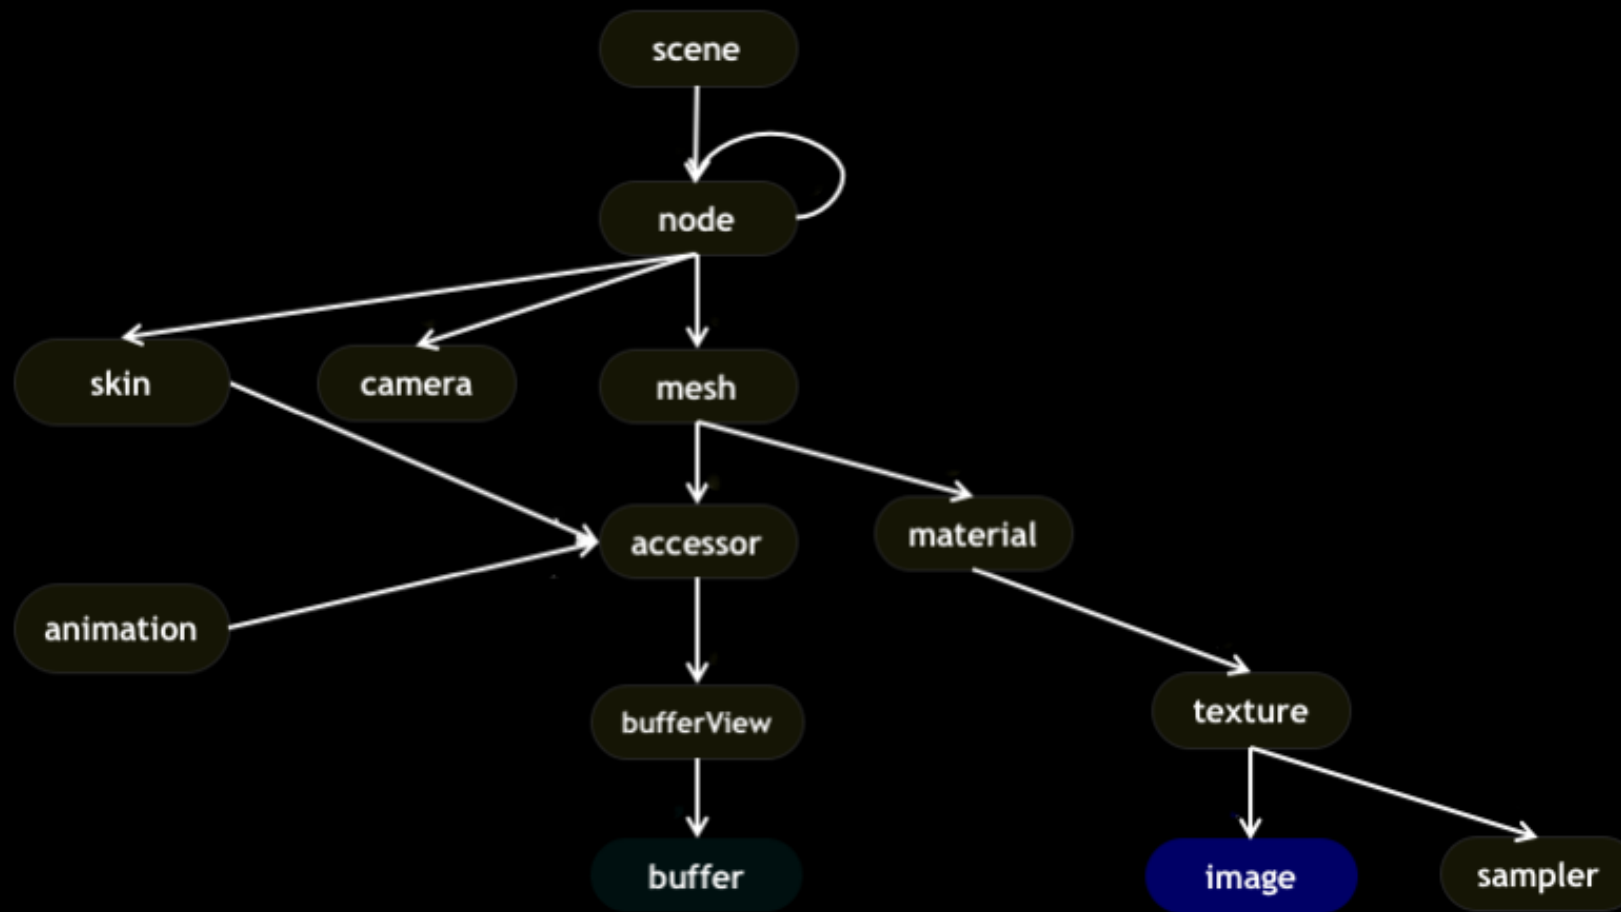 scene
node
skin
camera
mesh
accessor
material
animation
bufferView
texture
buffer
image
sampler